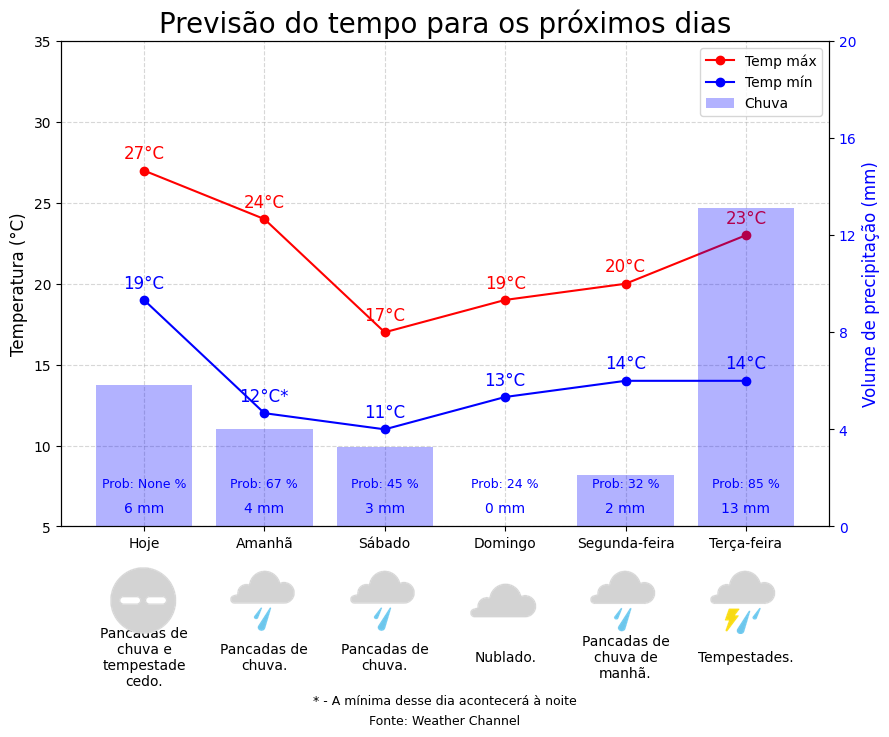 Previsão do tempo para os próximos dias
35
30
25
20
15
10
5
Temperatura (°C)
20
16
12
8
4
0
Volume de precipitação (mm)
Temp máx
Temp mín
Chuva
27°C
24°C
17°C
19°C
20°C
23°C
19°C
12°C*
11°C
13°C
14°C
14°C
Prob: None %
Prob: 67 %
Prob: 45 %
Prob: 24 %
Prob: 32 %
Prob: 85 %
6 mm
4 mm
3 mm
0 mm
2 mm
13 mm
Hoje
Amanhã
Sábado
Domingo
Segunda-feira
Terça-feira
Pancadas de
chuva e
tempestade
cedo.
Pancadas de
chuva.
Pancadas de
chuva.
Nublado.
Pancadas de
chuva de
manhã.
Tempestades.
* - A mínima desse dia acontecerá à noite
Fonte: Weather Channel